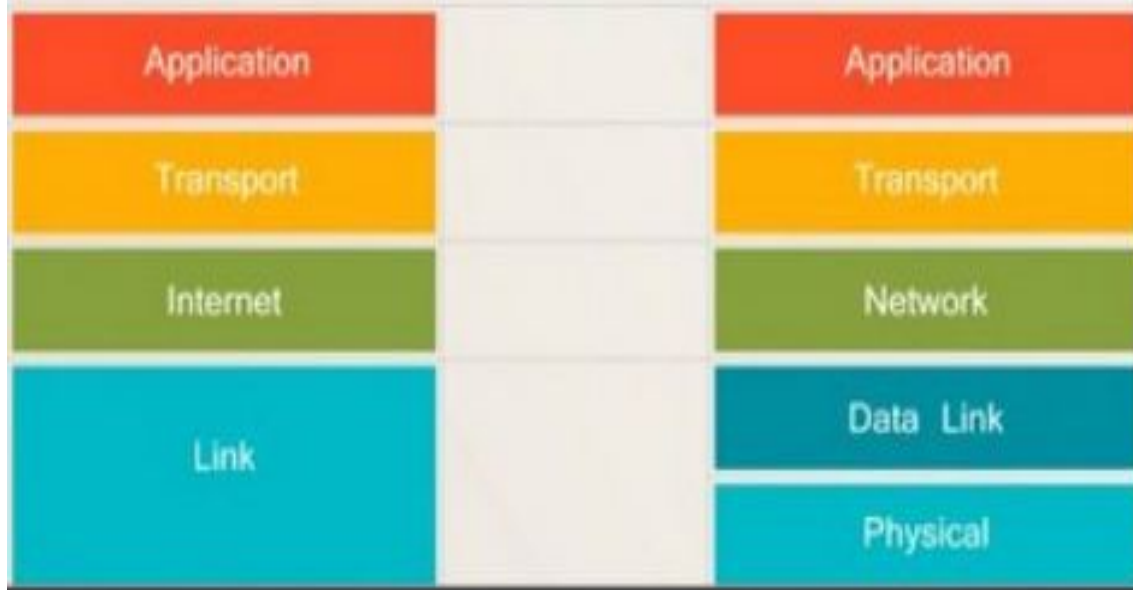 Application
Application
Transport
Transport
Internet
Network
Link
Data Link
Physical